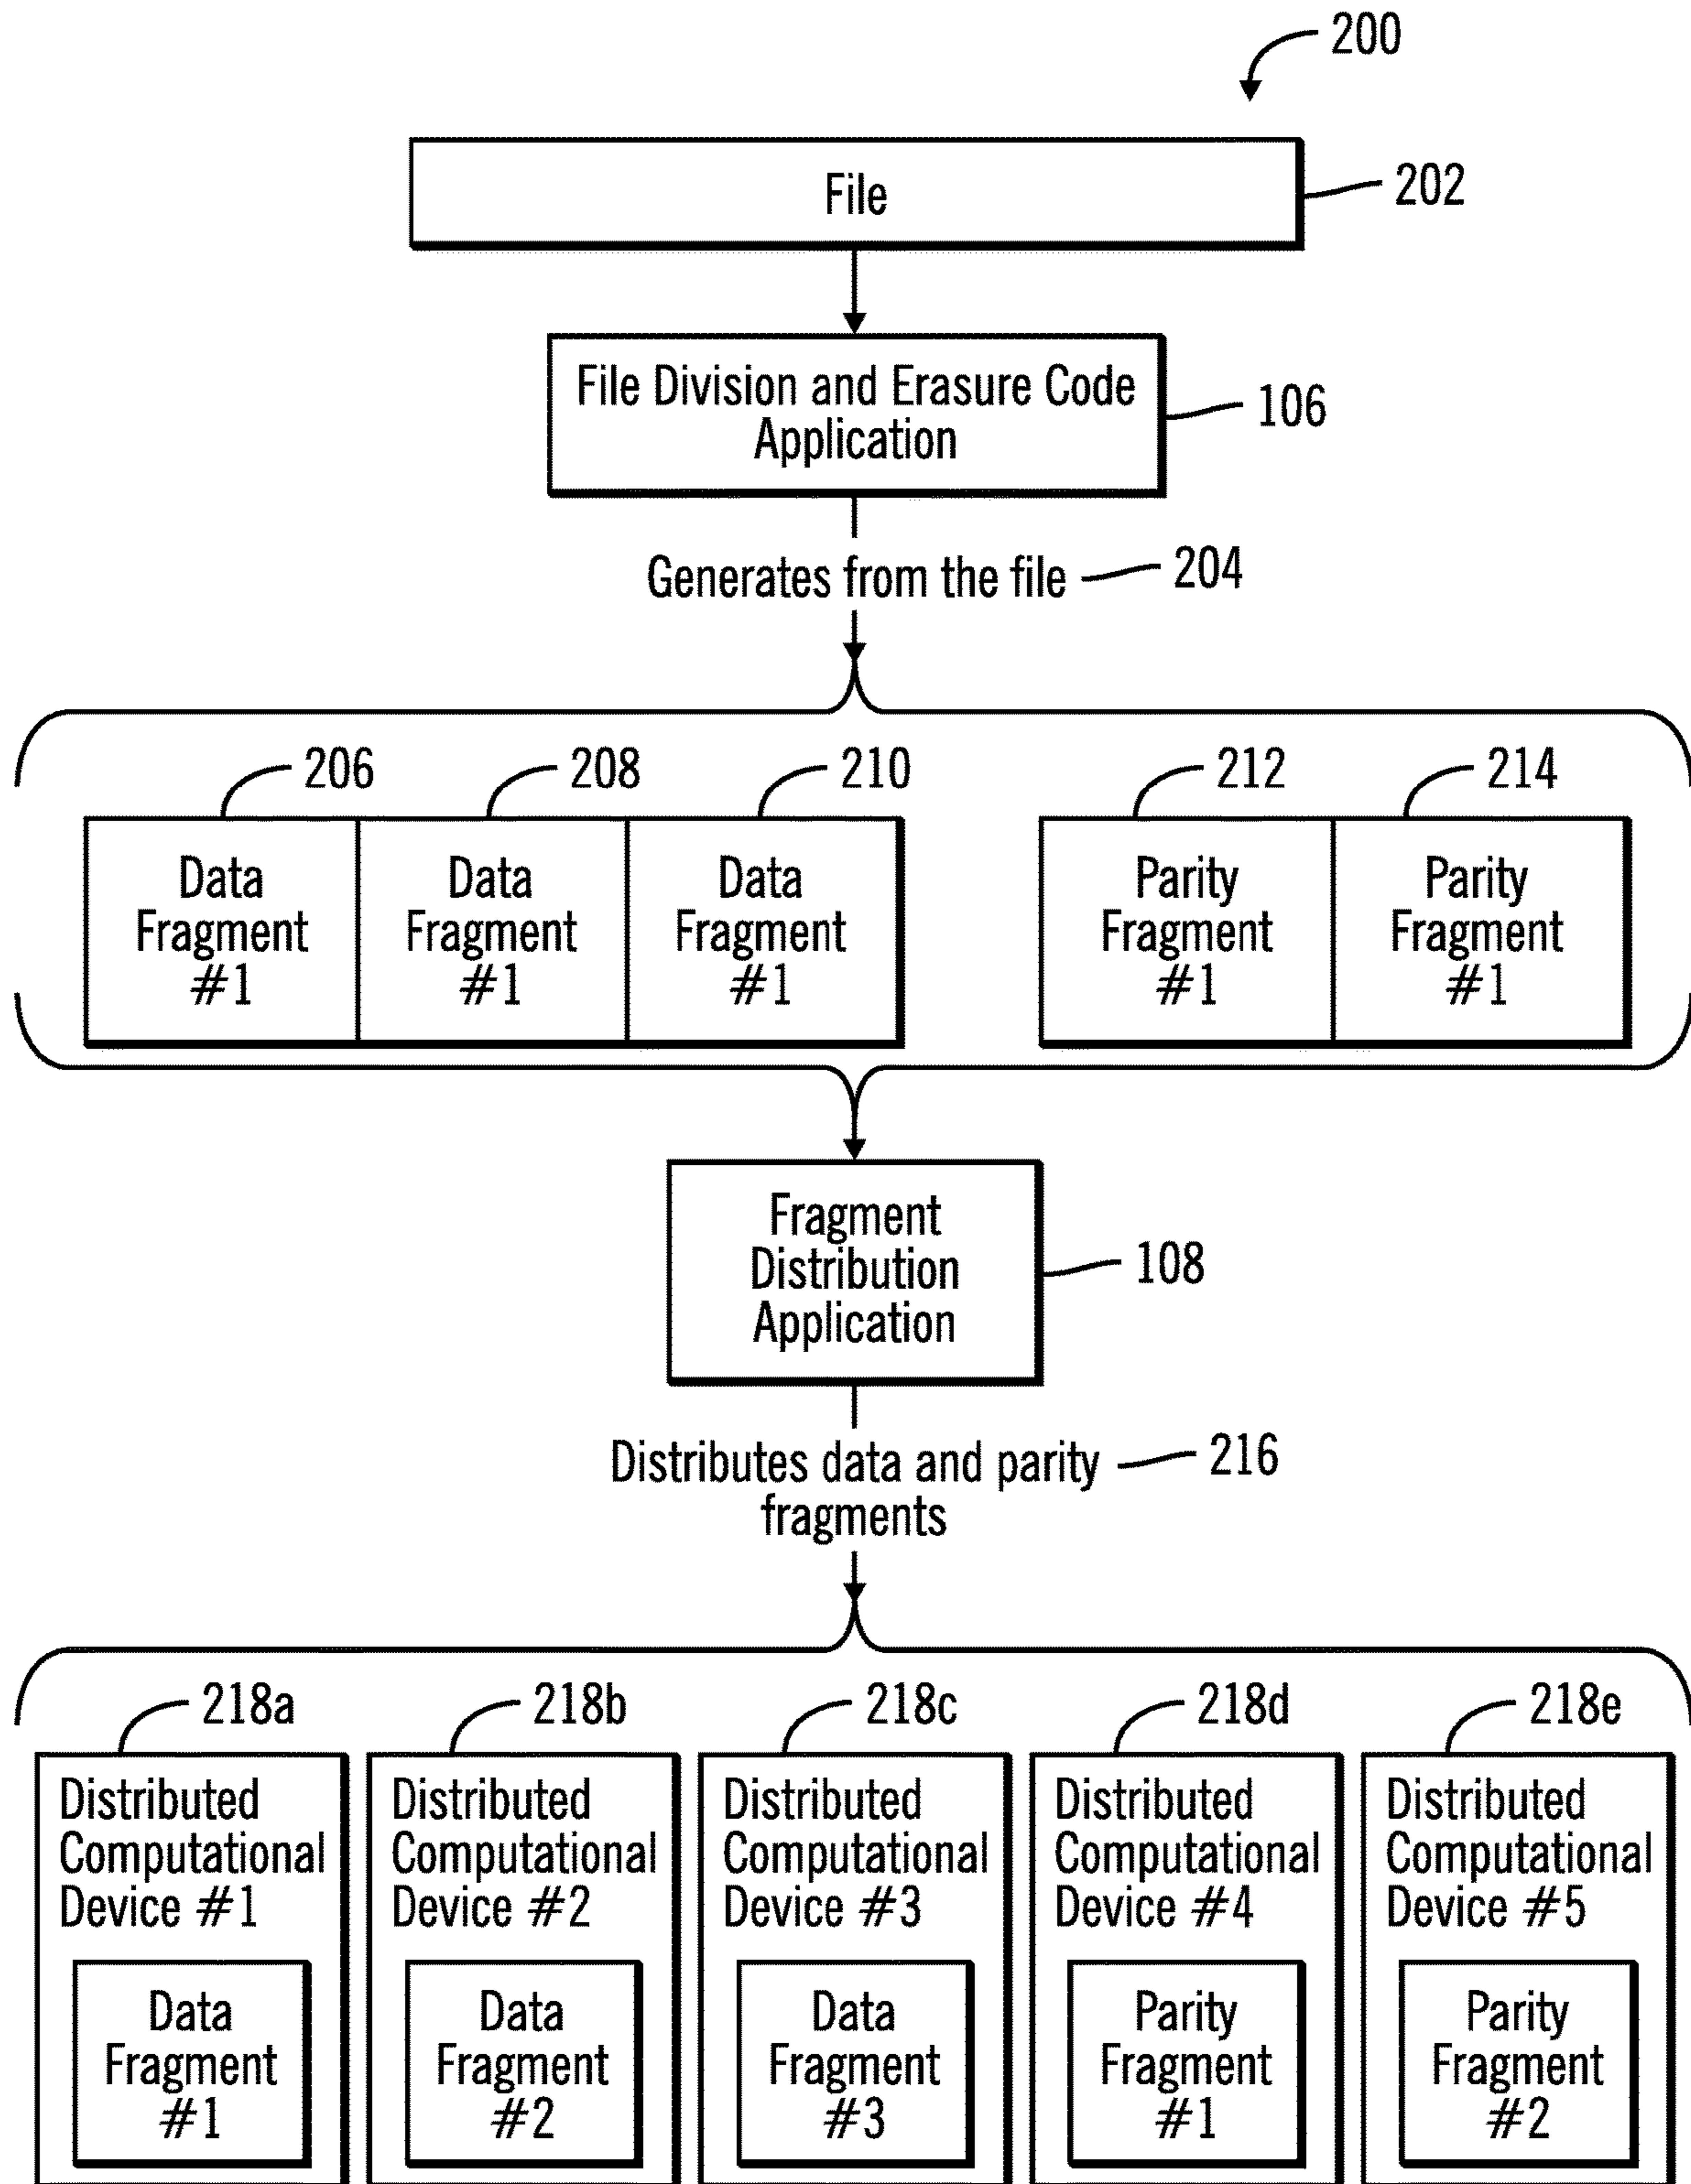 200
File
202
File Division and Erasure Code
Application
106
Generates from the file
204
206
208
210
212
214
Data
Fragment
#1
Data
Fragment
#1
Data
Fragment
#1
Parity
Fragment
#1
Parity
Fragment
#1
Fragment
Distribution
Application
108
Distributes data and parity
fragments
216
218a
218b
218c
218d
218e
Distributed
Computational
Device #1
Data
Fragment
#1
Distributed
Computational
Device #2
Data
Fragment
#2
Distributed
Computational
Device #3
Data
Fragment
#3
Distributed
Computational
Device #4
Parity
Fragment
#1
Distributed
Computational
Device #5
Parity
Fragment
#2